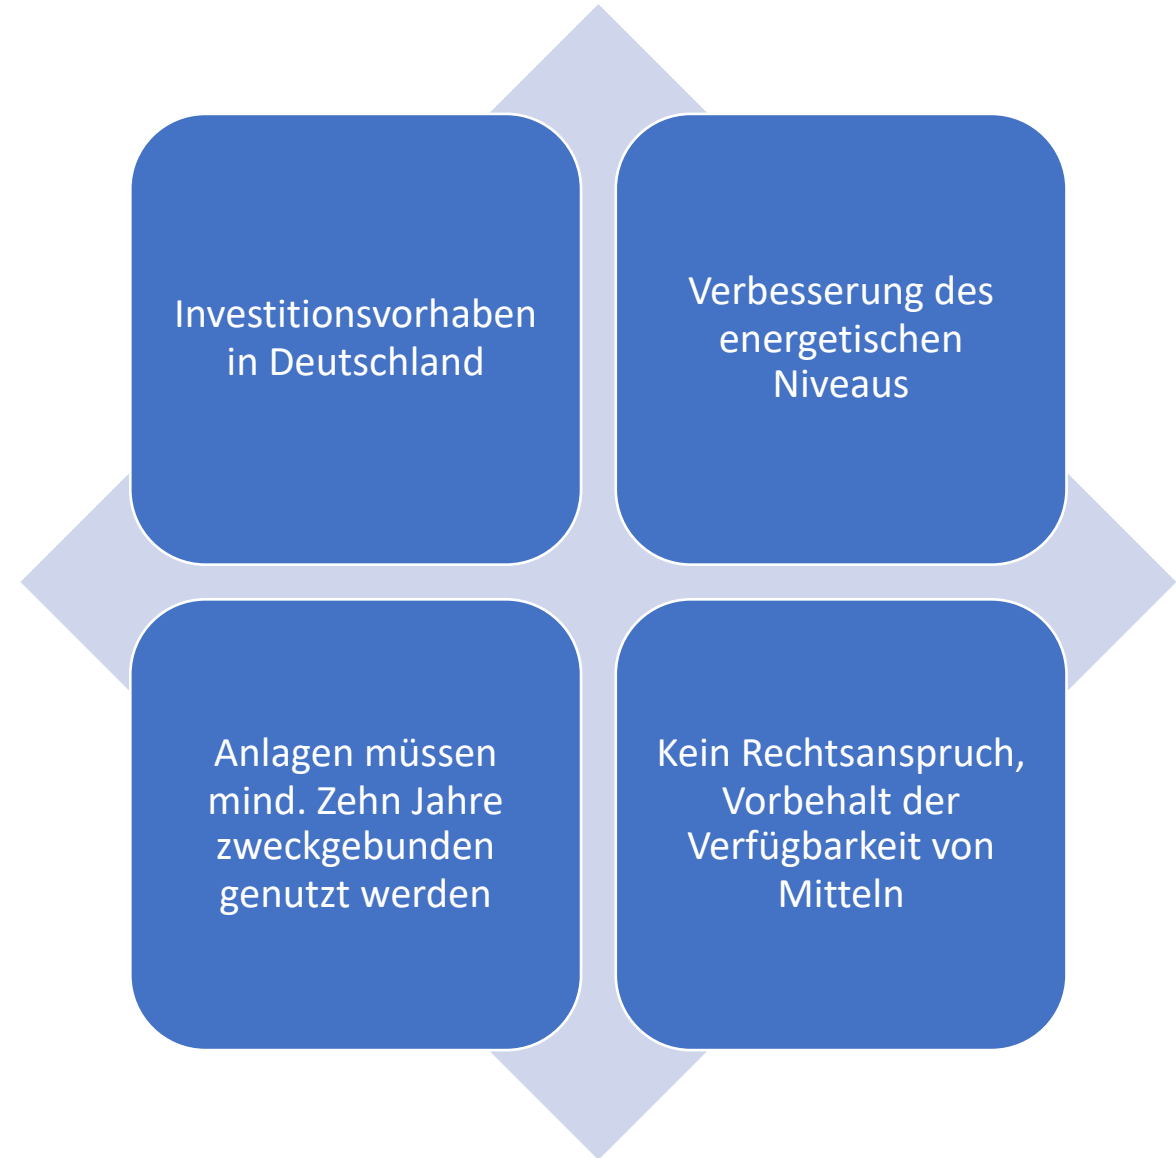 Investitionsvorhaben
in Deutschland
Verbesserung des
energetischen
Niveaus
Anlagen müssen
mind. Zehn Jahre
zweckgebunden
genutzt werden
Kein Rechtsanspruch,
Vorbehalt der
Verfügbarkeit von
Mitteln